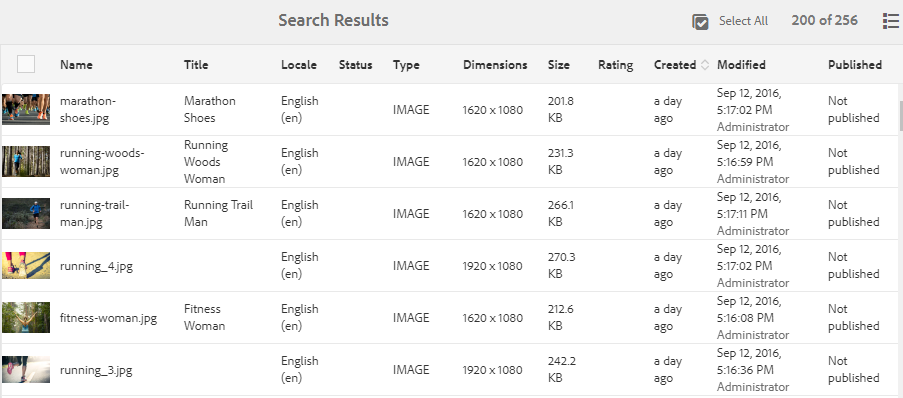 Search Results
Select All
200 of 256
Name Title Locale Status Type Dimensions Size Rating Created Modified Published
marathon-
shoes.jpg
Marathon
Shoes
English
(en)
IMAGE
1620 x 1080
201.8
KB
a day
ago
Sep 12, 2016,
5:17:02 PM
Administrator
Not
published
running-woods-
woman.jpg
Running
Woods
Woman
English
(en)
IMAGE
1620 x 1080
231.3
KB
a day
ago
Sep 12, 2016,
5:16:59 PM
Administrator
Not
published
running-trail-
man.jpg
Running Trail
Man
English
(en)
IMAGE
1620 x 1080
266.1
KB
a day
ago
Sep 12, 2016,
5:17:11 PM
Administrator
Not
published
running_4.jpg
English
(en)
IMAGE
1920 x 1080
270.3
KB
a day
ago
Sep 12, 2016,
5:17:02 PM
Administrator
Not
published
fitness-woman.jpg
Fitness
Woman
English
(en)
IMAGE
1620 x 1080
212.6
KB
a day
ago
Sep 12, 2016,
5:16:08 PM
Administrator
Not
published
running_3.jpg
English
(en)
IMAGE
1920 x 1080
242.2
KB
a day
ago
Sep 12, 2016,
5:16:36 PM
Administrator
Not
published